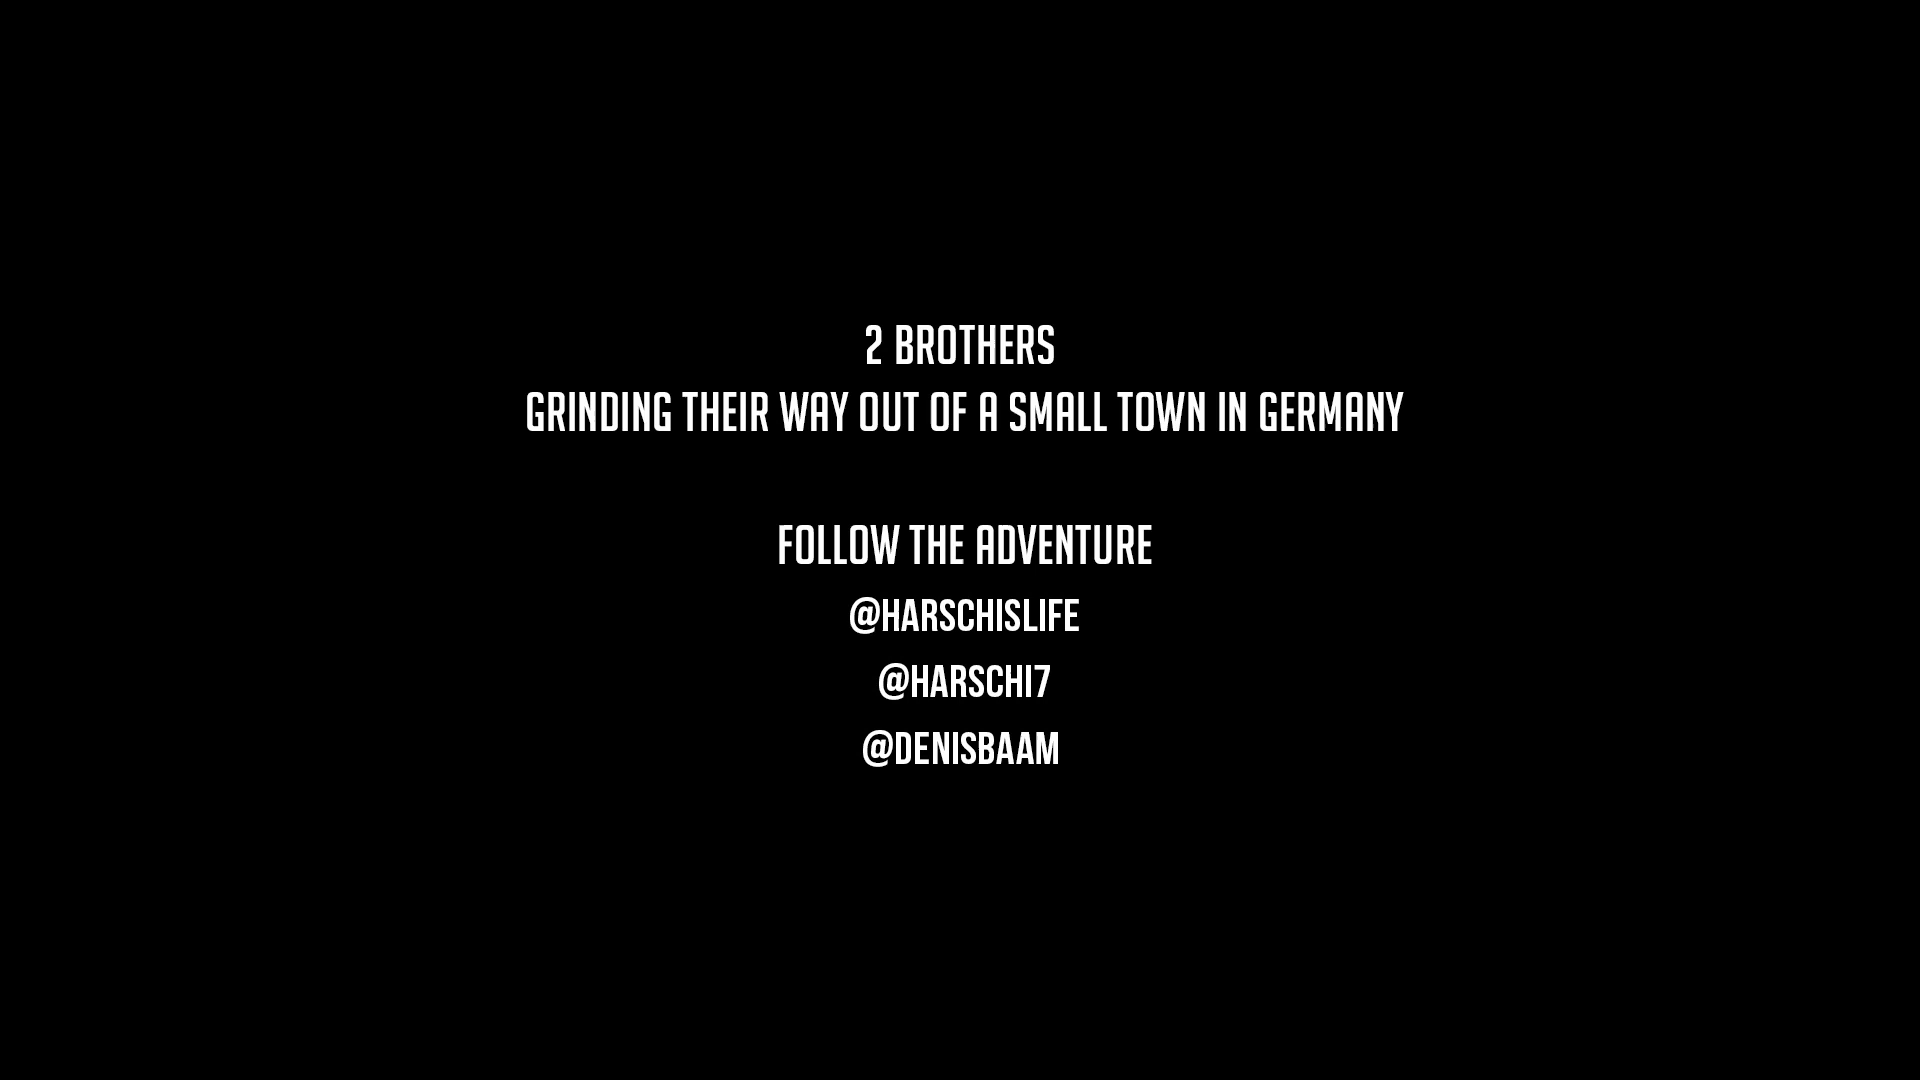 2 BROTHERS
GRINDING THEIR WAY OUT OF A SMALL TOWN IN GERMANY
FOLLOW THE ADVENTURE
@HARSCHISLIFE
@HARSCHI7
@DENISBAAM